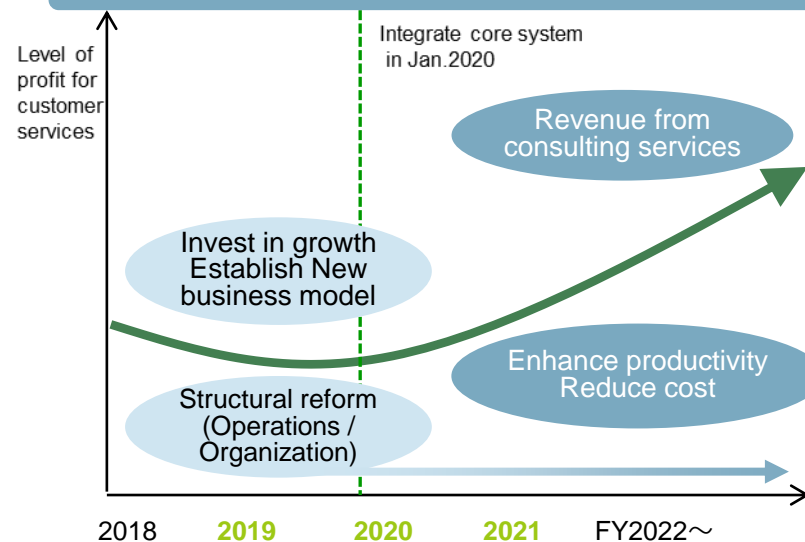 Level of
profit for
customer
services
Integrate core system
in Jan.2020
Revenue from
consulting services
Invest in growth
Establish New
business model
Enhance productivity
Reduce cost
Structural reform
(Operations /
Organization)
2018 2019 2020 2021 FY2022～